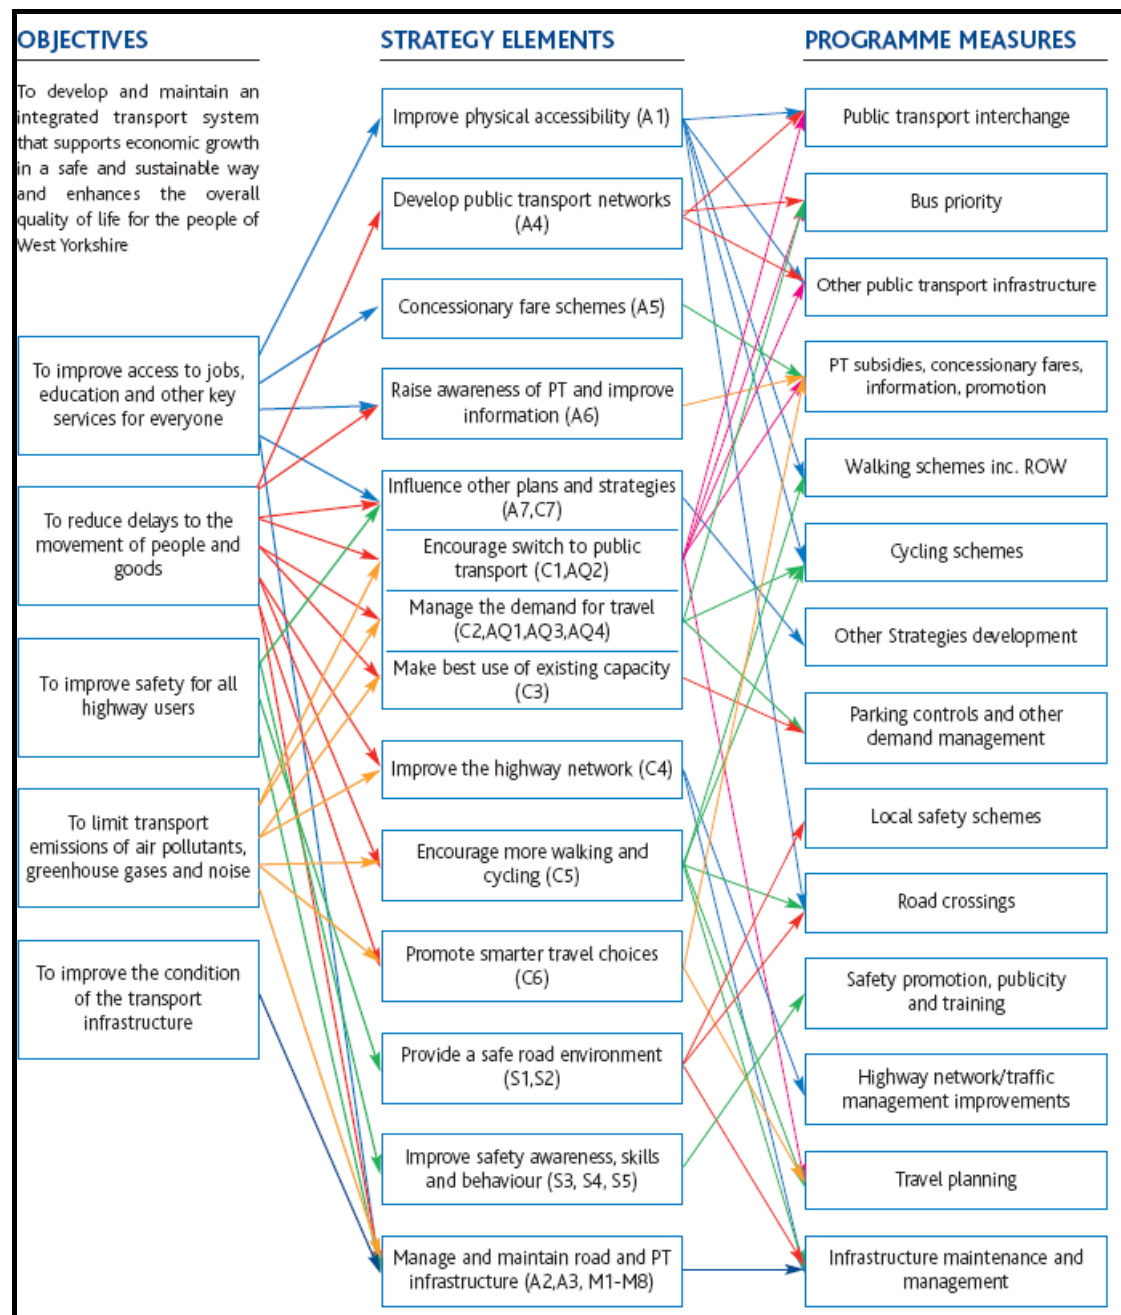 OBJECTIVES
To develop and maintain an
integrated transport system
that supports economic growth
in a safe and sustainable way
and enhances the overall
quality of life for the people of
West Yorkshire
To improve access to jobs,
education and other key
services for everyone
To reduce delays to the
movement of people and
goods
To improve safety for all
highway users
To limit transport
emissions of air pollutants,
greenhouse gases and noise
To improve the condition
of the transport
infrastructure
STRATEGY ELEMENTS
Improve physical accessibility (A1)
Develop public transport networks
(A4)
Concessionary fare schemes (A5)
Raise awareness of PT and improve
information (A6)
Influence other plans and strategies
(A7,C7)
Encourage switch to public
transport (C1,AQ2)
Manage the demand for travel
(C2,AQ1,AQ3,AQ4)
Make best use of existing capacity
(C3)
Improve the highway network (C4)
Encourage more walking and
cycling (C5)
Promote smarter travel choices
(C6)
Provide a safe road environment
(S1,S2)
Improve safety awareness, skills
and behaviour (S3, S4, S5)
Manage and maintain road and PT
infrastructure (A2,A3, M1-M8)
PROGRAMME MEASURES
Public transport interchange
Bus priority
Other public transport infrastructure
PT subsidies, concessionary fares,
information, promotion
Walking schemes inc. ROW
Cycling schemes
Other Strategies development
Parking controls and other
demand management
Local safety schemes
Road crossings
Safety promotion, publicity
and training
Highway network/traffic
management improvements
Travel planning
Infrastructure maintenance and
management